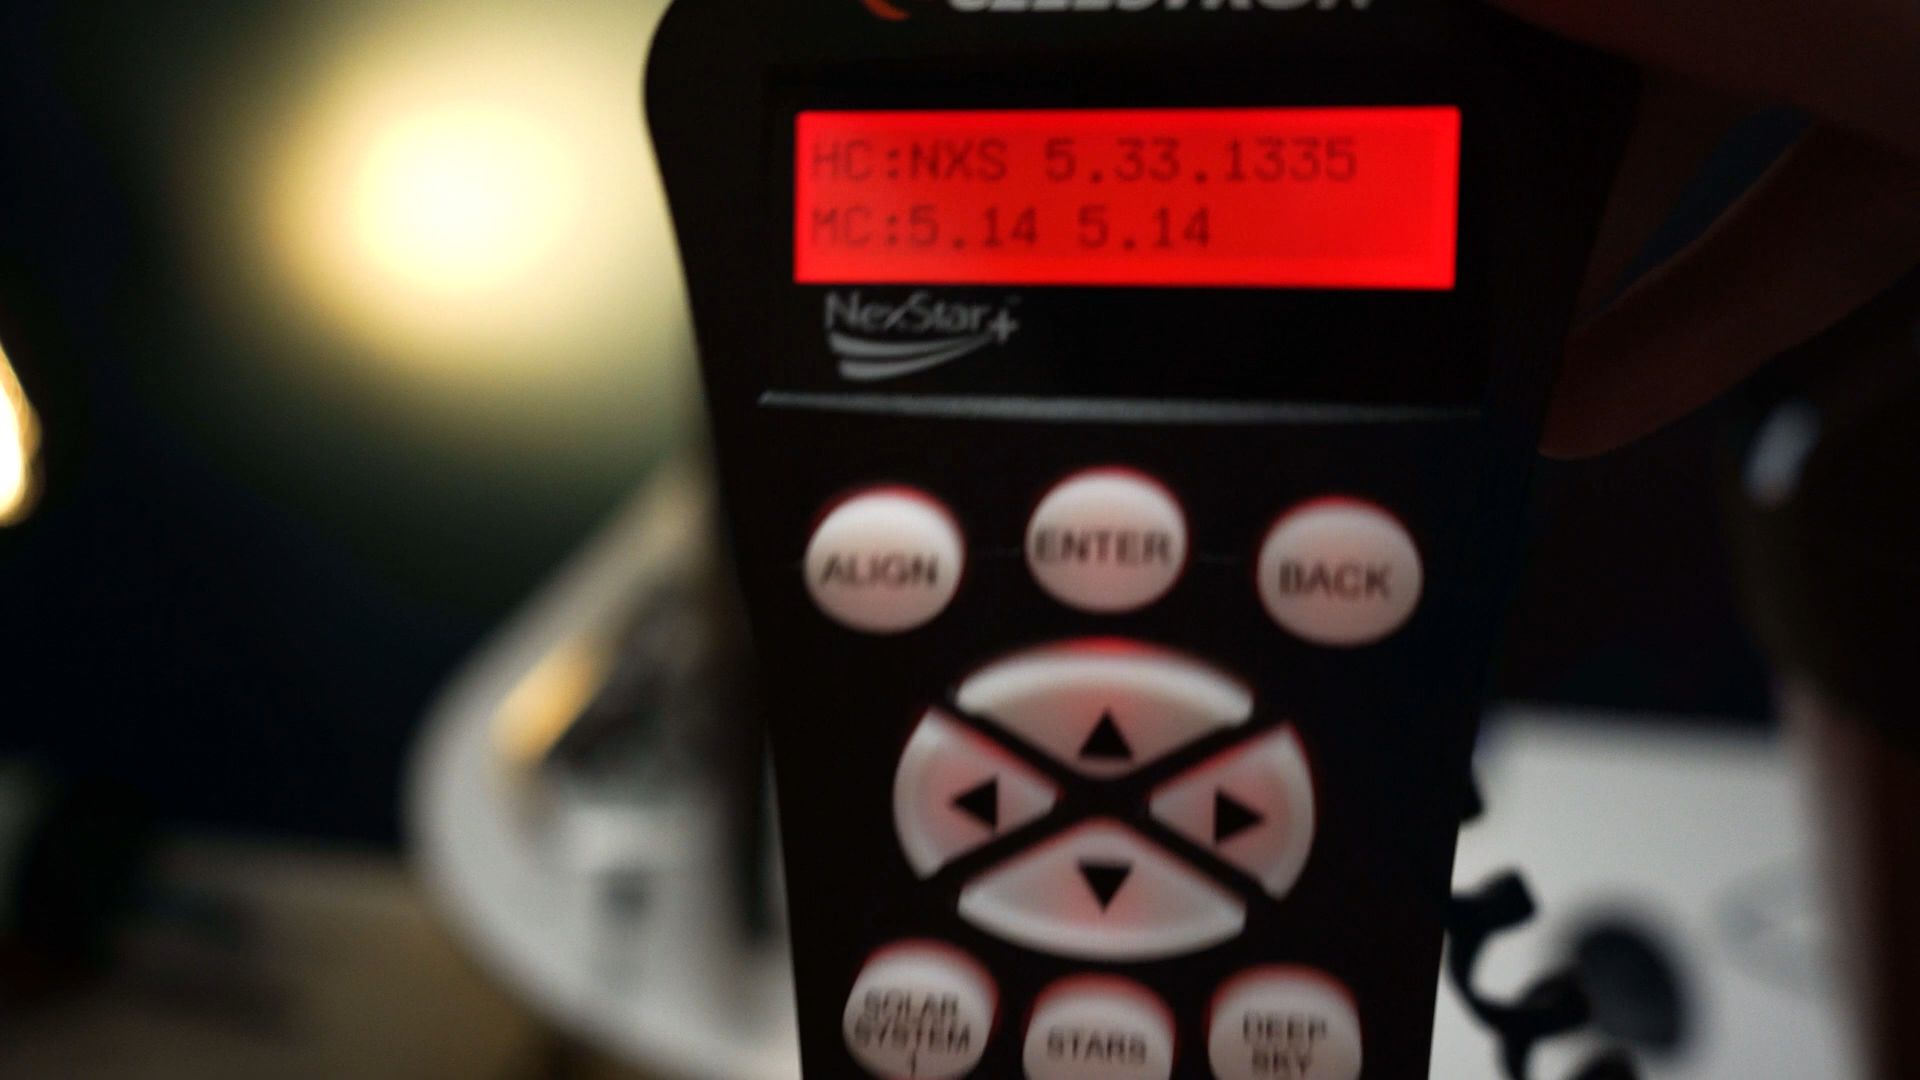 CELESTRON
HC:NXS 5.33.1335
MC:5.14 5.14
NexStar+
ALIGN
ENTER
BACK
SOLAR
SYSTEM
STARS
DEEP
SKY